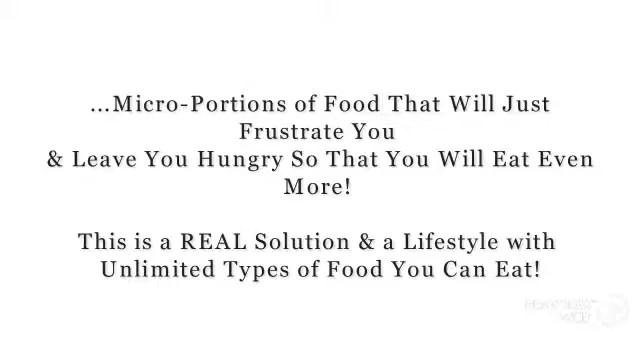 ...Micro-Portions of Food That Will Just
Frustrate You
& Leave You Hungry So That You Will Eat Even
More!
This is a REAL Solution & a Lifestyle with
Unlimited Types of Food You Can Eat!